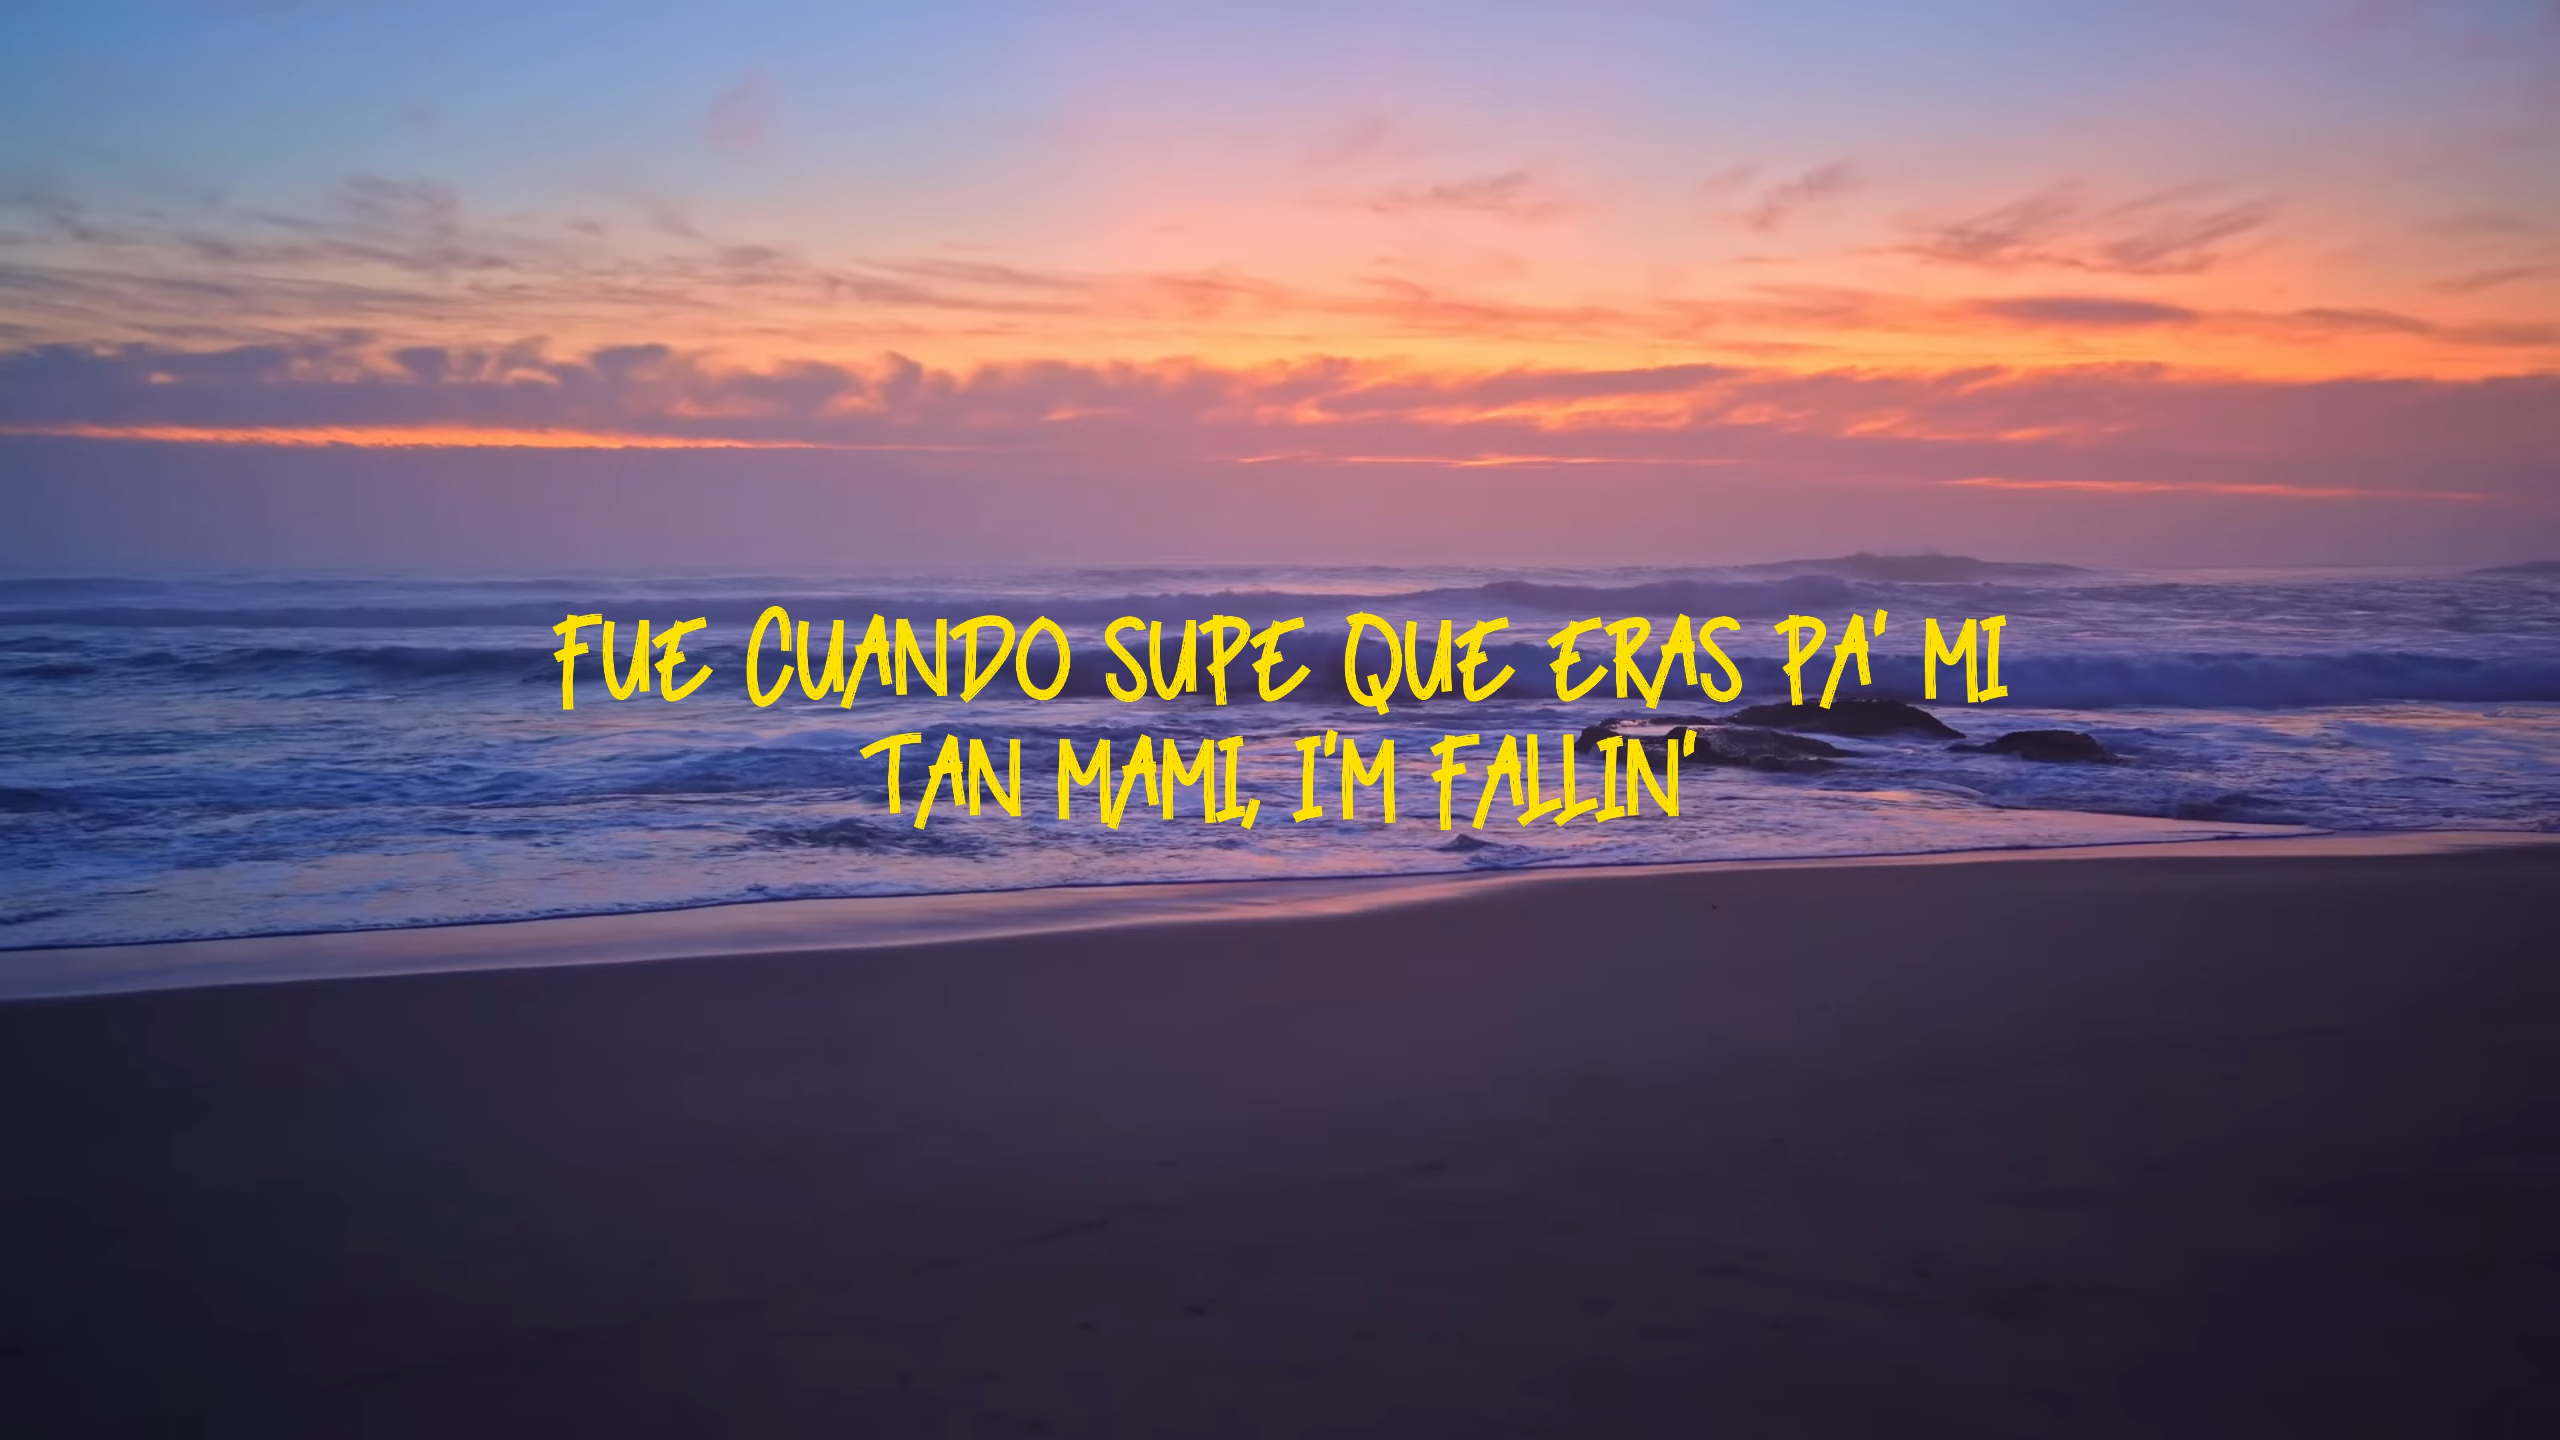 FUE CUANDO SUPE QUE ERAS PA' MI
TAN MAMI, I'M FALLIN'